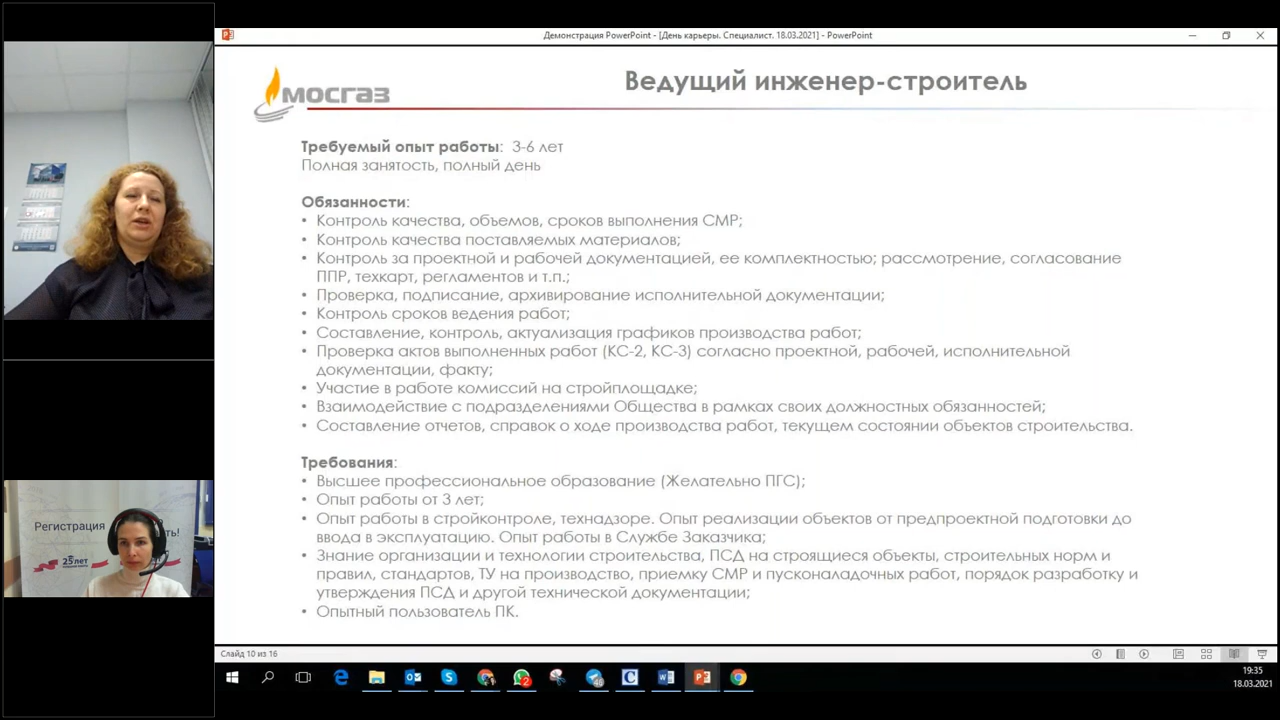 Демонстрация PowerPoint - [День карьеры. Специалист. 18.03.2021] - PowerPoint
МОСГАЗ
Ведущий инженер-строитель
Требуемый опыт работы: 3-6 лет
Полная занятость, полный день
Обязанности:
• Контроль качества, объемов, сроков выполнения СМР;
• Контроль качества поставляемых материалов;
• Контроль за проектной и рабочей документацией, ее комплектностью; рассмотрение, согласование
ППР, техкарт, регламентов и т.п.;
• Проверка, подписание, архивирование исполнительной документации;
• Контроль сроков ведения работ;
• Составление, контроль, актуализация графиков производства работ;
• Проверка актов выполненных работ (КС-2, КС-3) согласно проектной, рабочей, исполнительной
документации, факту;
• Участие в работе комиссий на стройплощадке;
• Взаимодействие с подразделениями Общества в рамках своих должностных обязанностей;
• Составление отчетов, справок о ходе производства работ, текущем состоянии объектов строительства.
Требования:
• Высшее профессиональное образование (Желательно ПГС);
• Опыт работы от 3 лет;
• Опыт работы в стройконтроле, технадзоре. Опыт реализации объектов от предпроектной подготовки до
ввода в эксплуатацию. Опыт работы в Службе Заказчика;
• Знание организации и технологии строительства, ПСД на строящиеся объекты, строительных норм и
правил, стандартов, ТУ на производство, приемку СМР и пусконаладочных работ, порядок разработку и
утверждения ПСД и другой технической документации;
• Опытный пользователь ПК.
Регистрация
25 лет
Слайд 10 из 16
19:35
18.03.2021